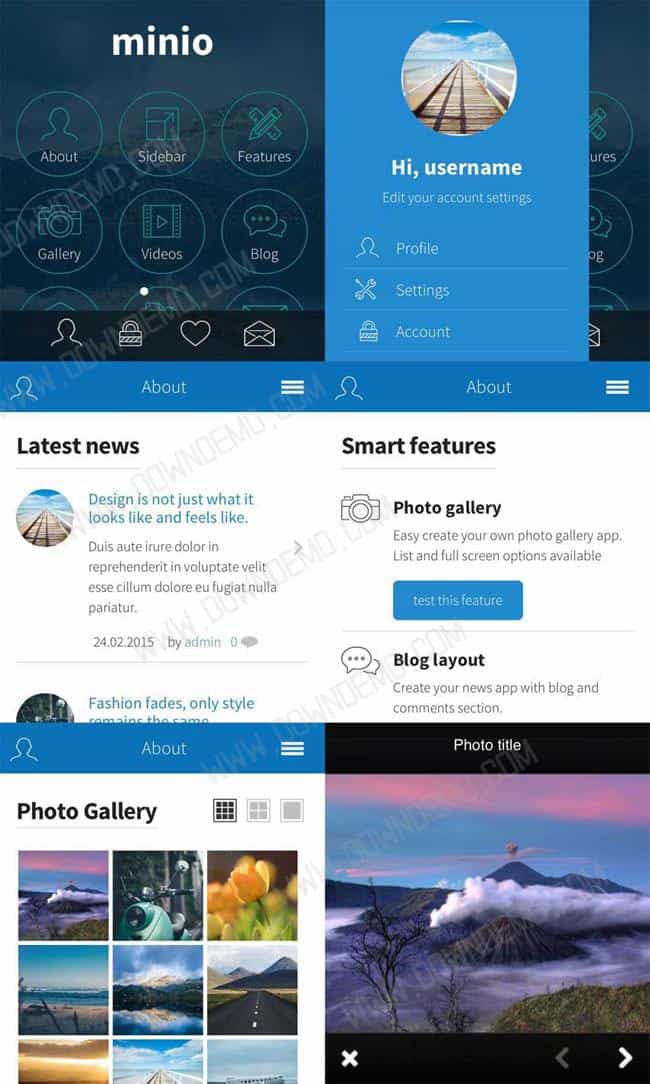 minio
About
Sidebar
Features
Gallery
Videos
Blog
Hi, username
Edit your account settings
Profile
Settings
Account
ures
og
About
Latest news
Design is not just what it
looks like and feels like.
Duis aute irure dolor in
reprehenderit in voluptate velit
esse cillum dolore eu fugiat nulla
pariatur.
24.02.2015 by admin 0
Fashion fades, only style
remains the same
About
Smart features
Photo gallery
Easy create your own photo gallery app.
List and full screen options available
test this feature
Blog layout
Create your news app with blog and
comments section.
About
Photo Gallery
Photo title
WWW.DOWNDEMO.COM
WWW.DOWNDEMO.COM
WWW.DOWNDEMO.COM
WWW.DOWNDEMO.COM
WWW.DOWNDEMO.COM